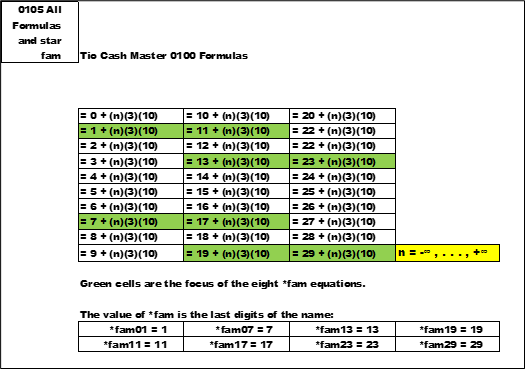 0105 All
Formulas
and star
fam
Tio Cash Master 0100 Formulas
= 0 + (n)(3)(10) = 10 + (n)(3)(10) = 20 + (n)(3)(10)
= 1 + (n)(3)(10) = 11 + (n)(3)(10) = 22 + (n)(3)(10)
= 2 + (n)(3)(10) = 12 + (n)(3)(10) = 22 + (n)(3)(10)
= 3 + (n)(3)(10) = 13 + (n)(3)(10) = 23 + (n)(3)(10)
= 4 + (n)(3)(10) = 14 + (n)(3)(10) = 24 + (n)(3)(10)
= 5 + (n)(3)(10) = 15 + (n)(3)(10) = 25 + (n)(3)(10)
= 6 + (n)(3)(10) = 16 + (n)(3)(10) = 26 + (n)(3)(10)
= 7 + (n)(3)(10) = 17 + (n)(3)(10) = 27 + (n)(3)(10)
= 8 + (n)(3)(10) = 18 + (n)(3)(10) = 28 + (n)(3)(10)
= 9 + (n)(3)(10) = 19 + (n)(3)(10) = 29 + (n)(3)(10) n = -∞ , . . . , +∞
Green cells are the focus of the eight *fam equations.
The value of *fam is the last digits of the name:
*fam01 = 1 *fam07 = 7 *fam13 = 13 *fam19 = 19
*fam11 = 11 *fam17 = 17 *fam23 = 23 *fam29 = 29